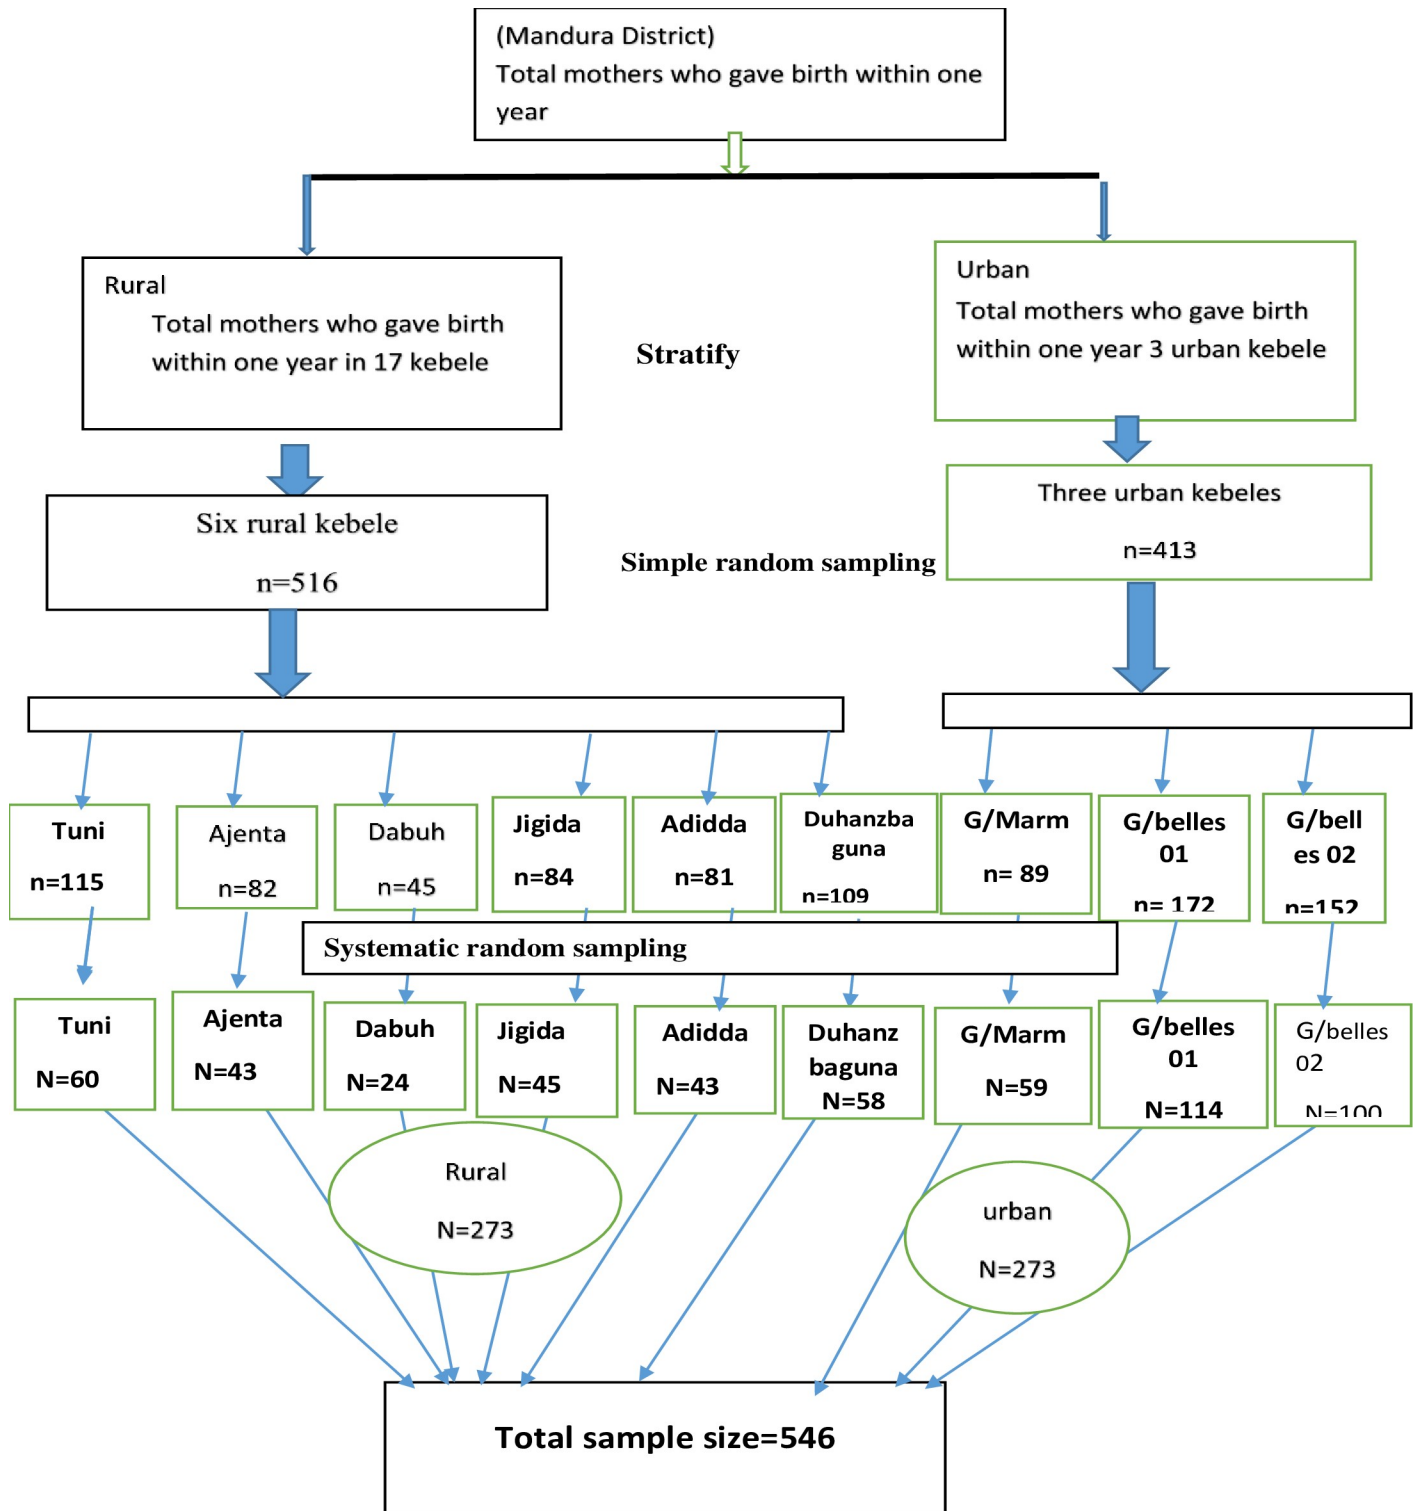 (Mandura District)
Total mothers who gave birth within one
year
Rural
Total mothers who gave birth
within one year in 17 kebele
Urban
Total mothers who gave birth
within one year 3 urban kebele
Stratify
Six rural kebele
n=516
Three urban kebeles
n=413
Simple random sampling
Tuni
n=115
Ajenta
n=82
Dabuh
n=45
Jigida
n=84
Adidda
n=81
Duhanzba
guna
n=109
G/Marm
n= 89
G/belles
01
n= 172
G/bell
es 02
n=152
Systematic random sampling
Tuni
N=60
Ajenta
N=43
Dabuh
N=24
Jigida
N=45
Adidda
N=43
Duhanz
baguna
N=58
G/Marm
N=59
G/belles
01
N=114
G/belles
02
N=100
Rural
N=273
urban
N=273
Total sample size=546